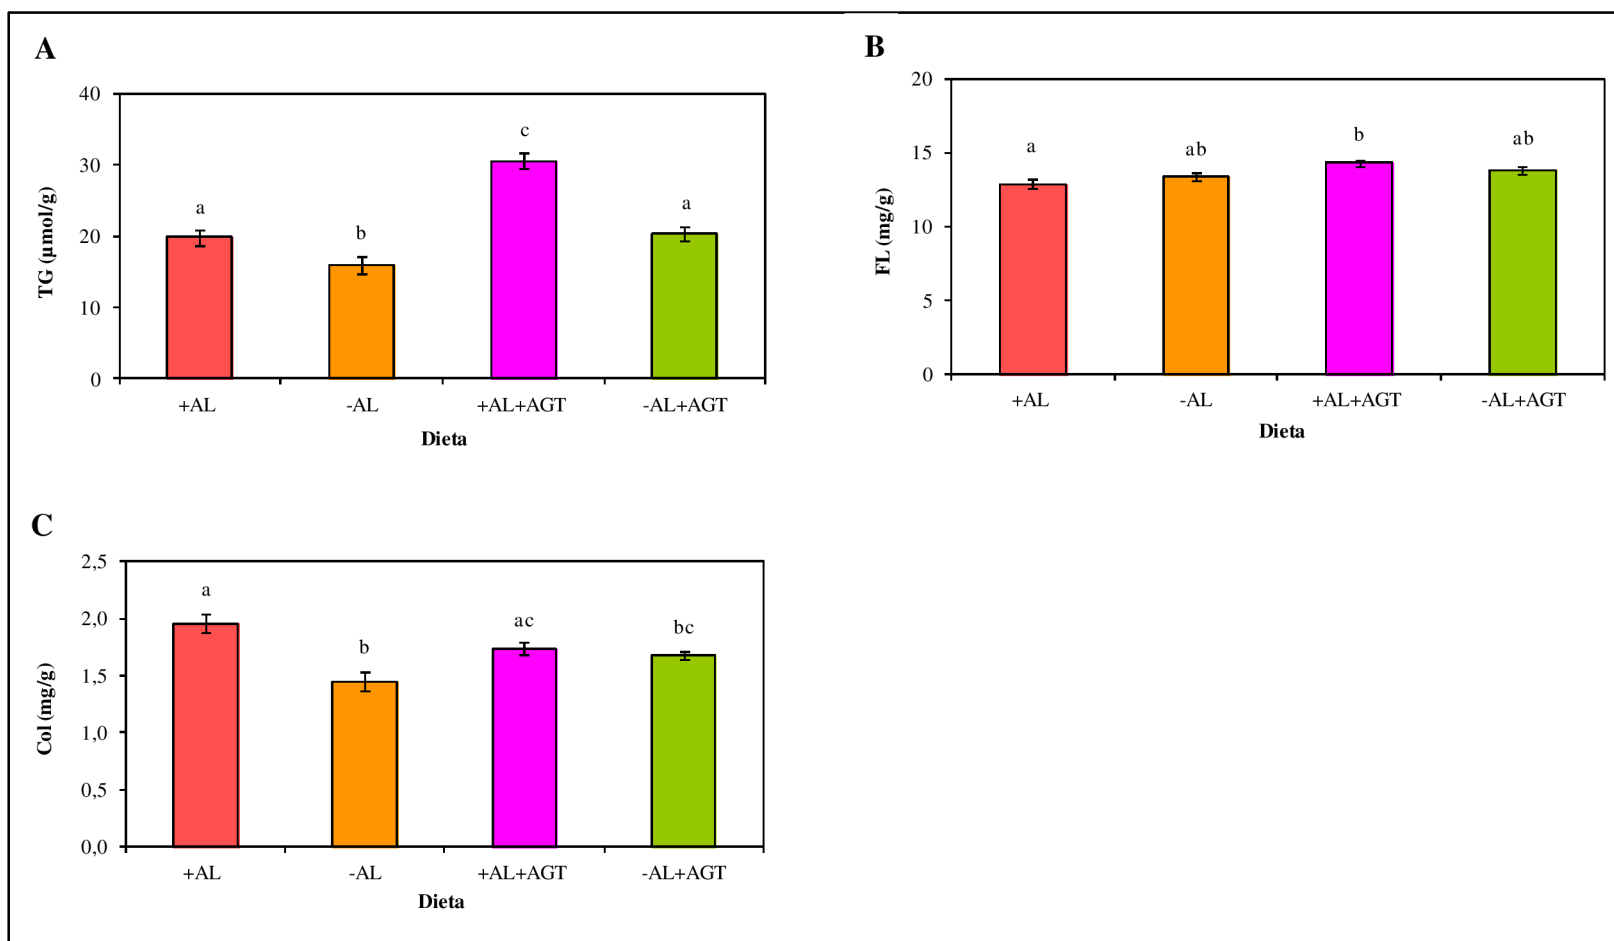 A
TG (µmol/g)
40
30
20
10
0
a
b
c
a
+AL
-AL
+AL+AGT
-AL+AGT
Dieta
B
FL (mg/g)
20
15
10
5
0
a
ab
b
ab
+AL
-AL
+AL+AGT
-AL+AGT
Dieta
C
Col (mg/g)
2,5
2,0
1,5
1,0
0,5
0,0
a
b
ac
bc
+AL
-AL
+AL+AGT
-AL+AGT
Dieta